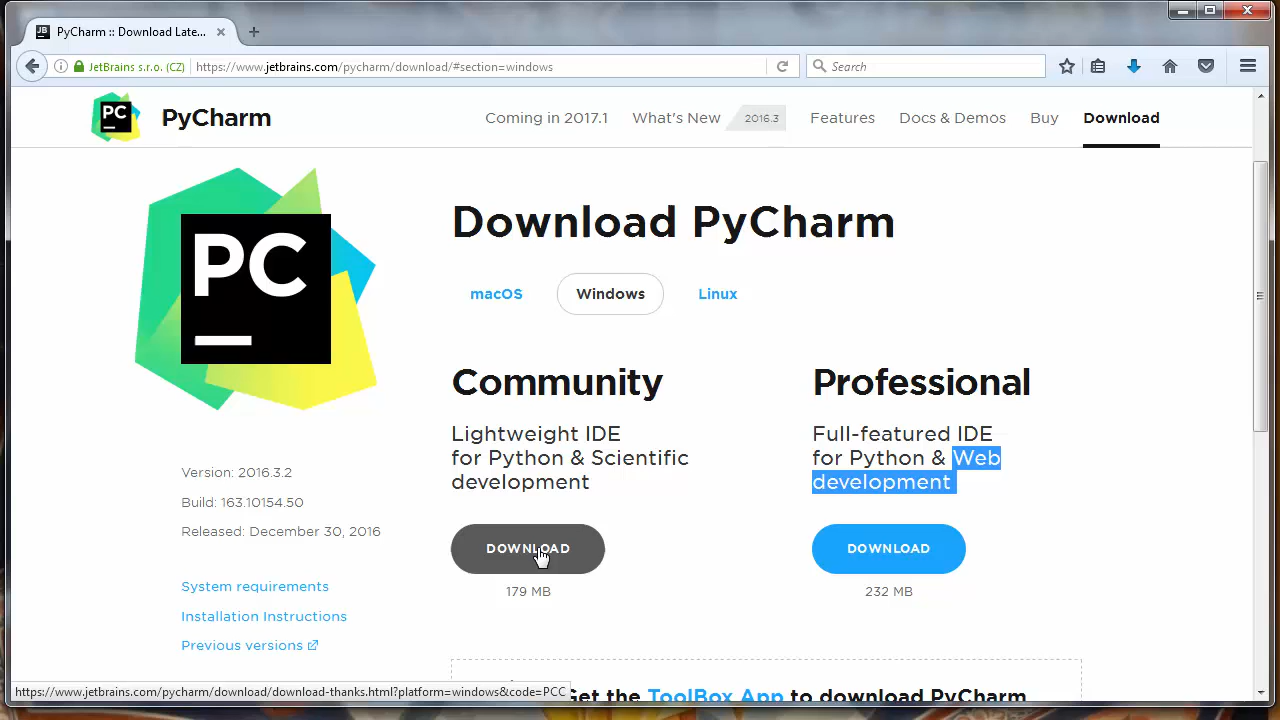 JB PyCharm :: Download Late...
JetBrains s.r.o. (CZ) https://www.jetbrains.com/pycharm/download/#section=windows Search
PC PyCharm Coming in 2017.1 What's New 2016.3 Features Docs & Demos Buy Download
PC
Download PyCharm
macOS Windows Linux
Community
Lightweight IDE
for Python & Scientific
development
DOWNLOAD
179 MB
Professional
Full-featured IDE
for Python & Web
development
DOWNLOAD
232 MB
Version: 2016.3.2
Build: 163.10154.50
Released: December 30, 2016
System requirements
Installation Instructions
Previous versions
Get the ToolBox App to download PyCharm
https://www.jetbrains.com/pycharm/download/download-thanks.html?platform=windows&code=PCC